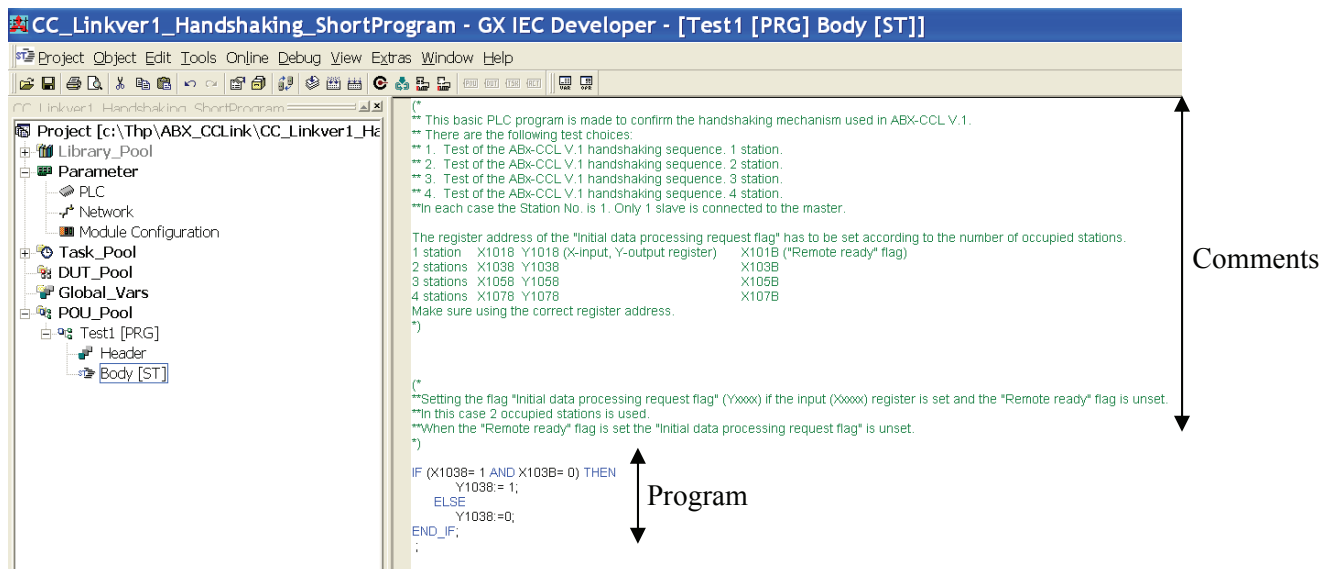 CC_Linkver1_Handshaking_ShortProgram - GX IEC Developer - [Test1 [PRG] Body [ST]]
Project Object Edit Tools Online Debug View Extras Window Help
CC_Linkver1_Handshaking_ShortProgram
Project [c:\Thp\ABX_CCLink\CC_Linkver1_Ha
Library_Pool
Parameter
PLC
Network
Module Configuration
Task_Pool
DUT_Pool
Global_Vars
POU_Pool
Test1 [PRG]
Header
Body [ST]
(*
** This basic PLC program is made to confirm the handshaking mechanism used in ABX-CCL V.1.
** There are the following test choices:
** 1. Test of the ABx-CCL V.1 handshaking sequence. 1 station.
** 2. Test of the ABx-CCL V.1 handshaking sequence. 2 station.
** 3. Test of the ABx-CCL V.1 handshaking sequence. 3 station.
** 4. Test of the ABx-CCL V.1 handshaking sequence. 4 station.
**In each case the Station No. is 1. Only 1 slave is connected to the master.
The register address of the "Initial data processing request flag" has to be set according to the number of occupied stations.
1 station X1018 Y1018 (X-input, Y-output register) X101B ("Remote ready" flag)
2 stations X1038 Y1038 X103B
3 stations X1058 Y1058 X105B
4 stations X1078 Y1078 X107B
Make sure using the correct register address.
*)
(*
**Setting the flag "Initial data processing request flag" (Yxxxx) if the input (Xxxxx) register is set and the "Remote ready" flag is unset.
**In this case 2 occupied stations is used.
**When the "Remote ready" flag is set the "Initial data processing request flag" is unset.
*)
IF (X1038= 1 AND X103B= 0) THEN
Y1038:= 1;
ELSE
Y1038:=0;
END_IF;
;
Comments
Program